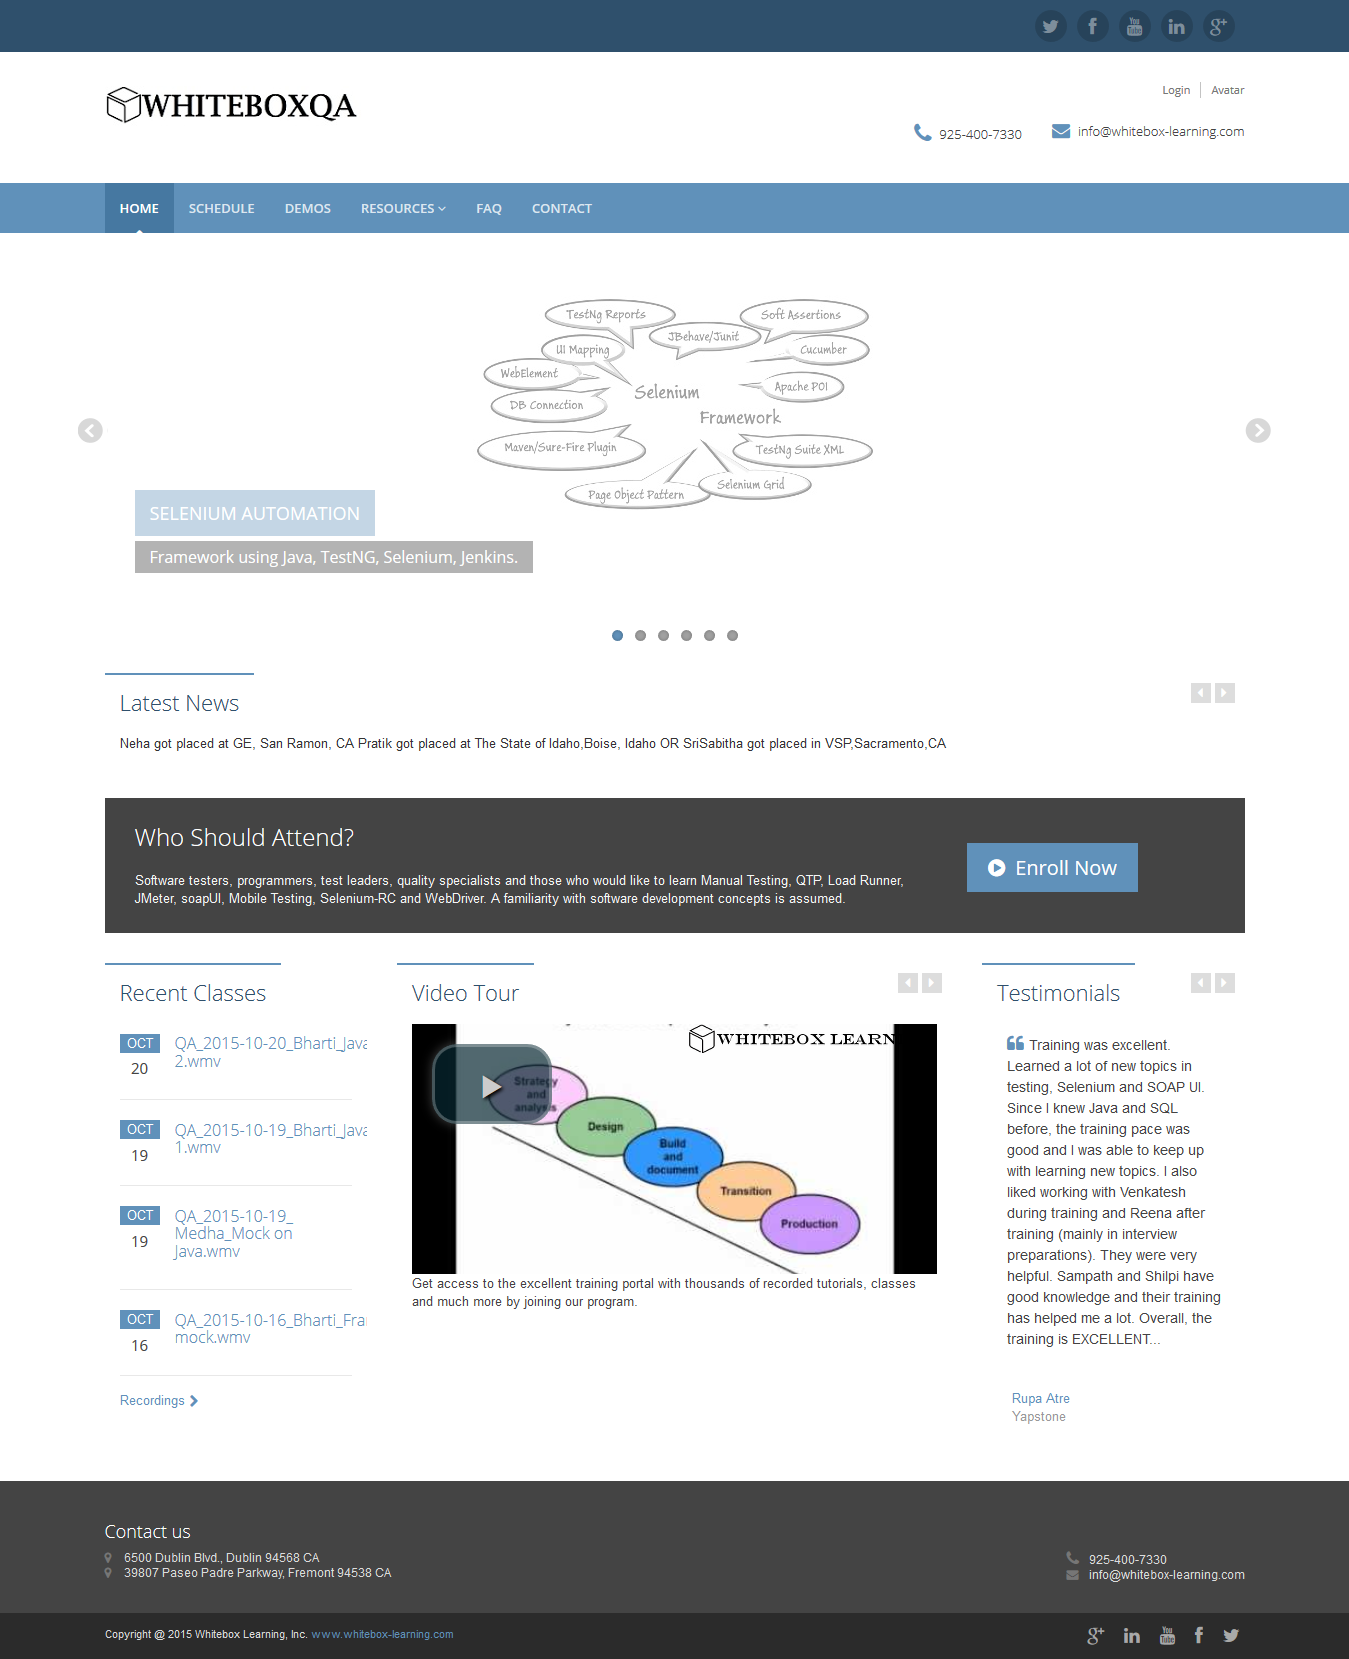 WHITEBOXQA
Login
Avatar
925-400-7330
info@whitebox-learning.com
HOME
SCHEDULE
DEMOS
RESOURCES
FAQ
CONTACT
TestNg Reports
Soft Assertions
JBehave/Junit
UI Mapping
Cucumber
WebElement
Apache POI
Selenium
DB Connection
Framework
Maven/Sure-Fire Plugin
TestNg Suite XML
Selenium Grid
Page Object Pattern
SELENIUM AUTOMATION
Framework using Java, TestNG, Selenium, Jenkins.
Latest News
Neha got placed at GE, San Ramon, CA Pratik got placed at The State of Idaho,Boise, Idaho OR SriSabitha got placed in VSP,Sacramento,CA
Who Should Attend?
Software testers, programmers, test leaders, quality specialists and those who would like to learn Manual Testing, QTP, Load Runner,
JMeter, soapUI, Mobile Testing, Selenium-RC and WebDriver. A familiarity with software development concepts is assumed.
Enroll Now
Recent Classes
OCT
20
QA_2015-10-20_Bharti_Java
2.wmv
OCT
19
QA_2015-10-19_Bharti_Java
1.wmv
OCT
19
QA_2015-10-19_
Medha_Mock on
Java.wmv
OCT
16
QA_2015-10-16_Bharti_Fra
mock.wmv
Recordings
Video Tour
WHITEBOX LEARN
Strategy
and
analysis
Design
Build
and
document
Transition
Production
Get access to the excellent training portal with thousands of recorded tutorials, classes
and much more by joining our program.
Testimonials
Training was excellent.
Learned a lot of new topics in
testing, Selenium and SOAP UI.
Since I knew Java and SQL
before, the training pace was
good and I was able to keep up
with learning new topics. I also
liked working with Venkatesh
during training and Reena after
training (mainly in interview
preparations). They were very
helpful. Sampath and Shilpi have
good knowledge and their training
has helped me a lot. Overall, the
training is EXCELLENT...
Rupa Atre
Yapstone
Contact us
6500 Dublin Blvd., Dublin 94568 CA
39807 Paseo Padre Parkway, Fremont 94538 CA
925-400-7330
info@whitebox-learning.com
Copyright @ 2015 Whitebox Learning, Inc. www.whitebox-learning.com